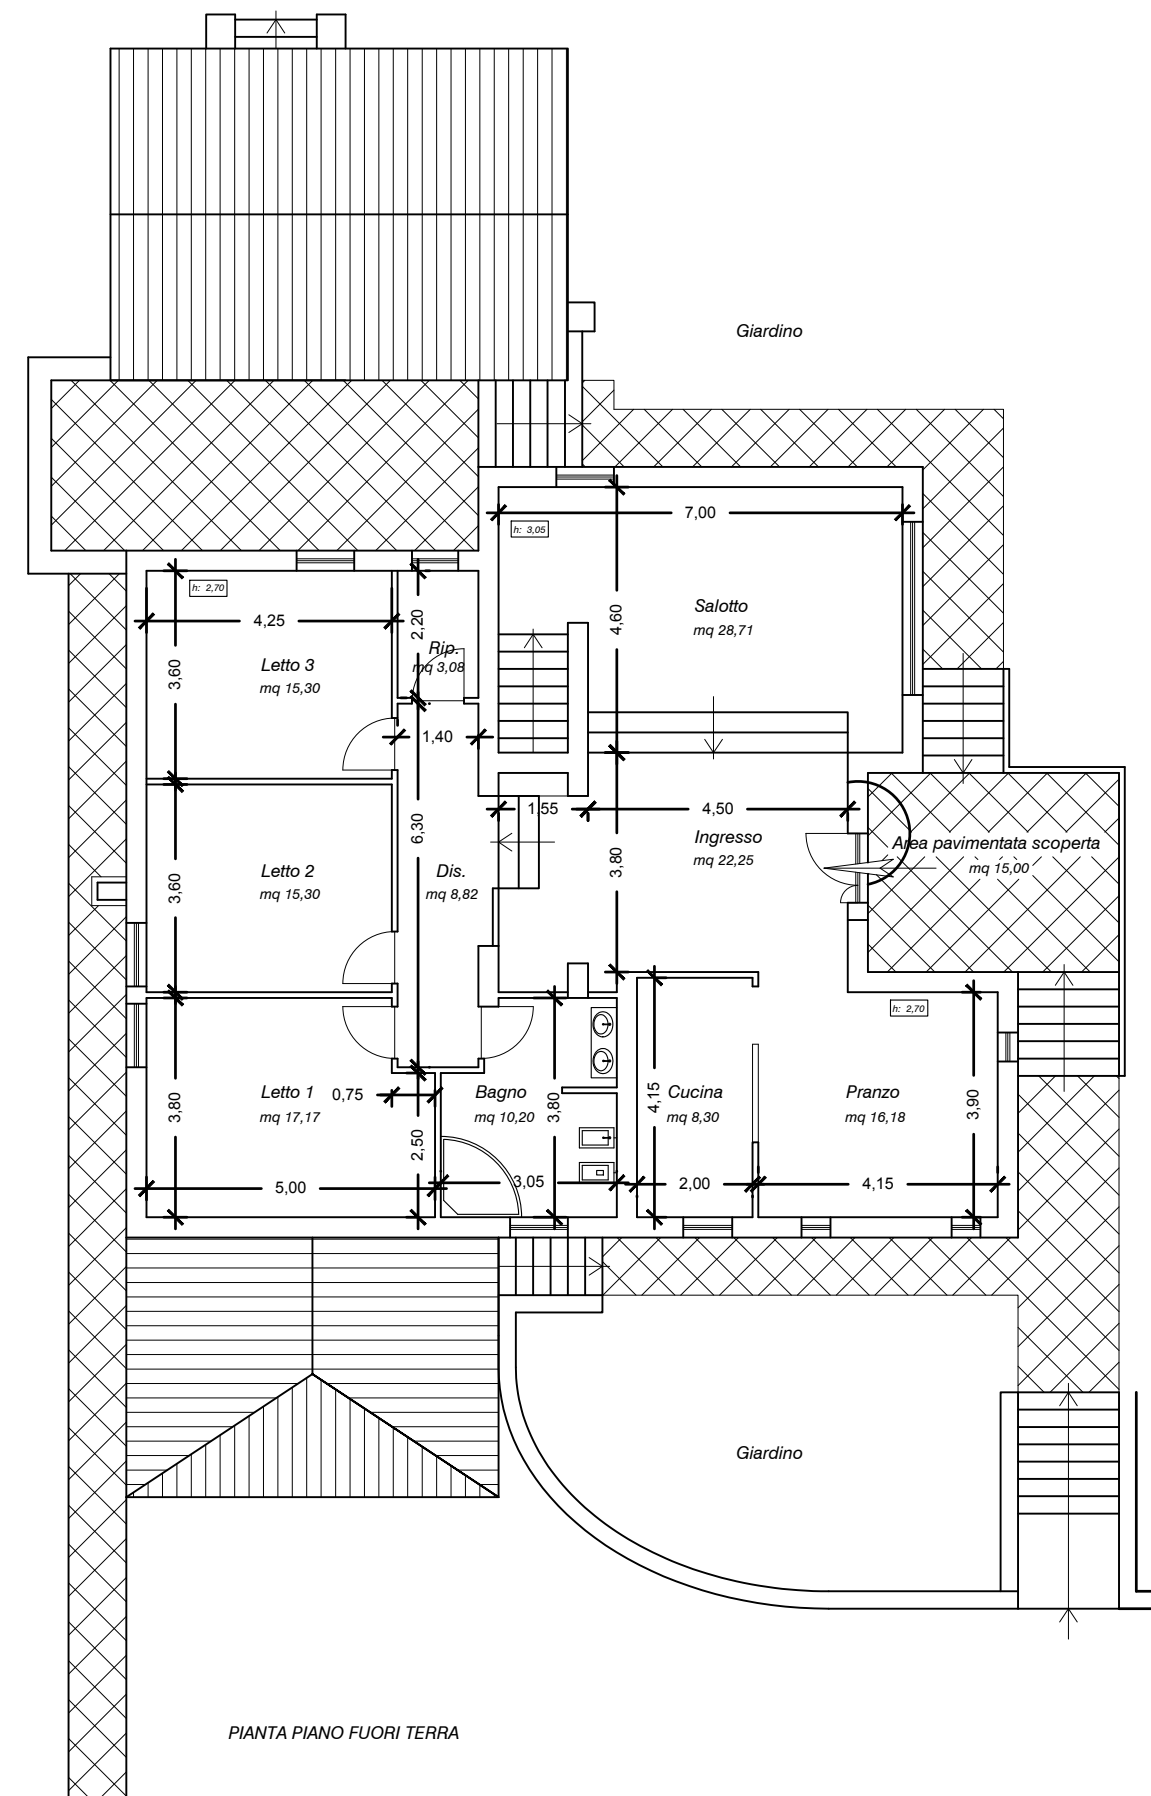 Giardino
7,00
h: 3,05
4,60
Salotto
mq 28,71
h: 2,70
4,25
3,60
Letto 3
mq 15,30
2,20
Rip.
mq 3,08
1,40
1,55
4,50
6,30
3,80
Ingresso
mq 22,25
Area pavimentata scoperta
mq 15,00
3,60
Letto 2
mq 15,30
Dis.
mq 8,82
h: 2,70
Letto 1
mq 17,17
0,75
3,80
2,50
5,00
Bagno
mq 10,20
3,80
3,05
4,15
Cucina
mq 8,30
2,00
Pranzo
mq 16,18
3,90
4,15
Giardino
PIANTA PIANO FUORI TERRA